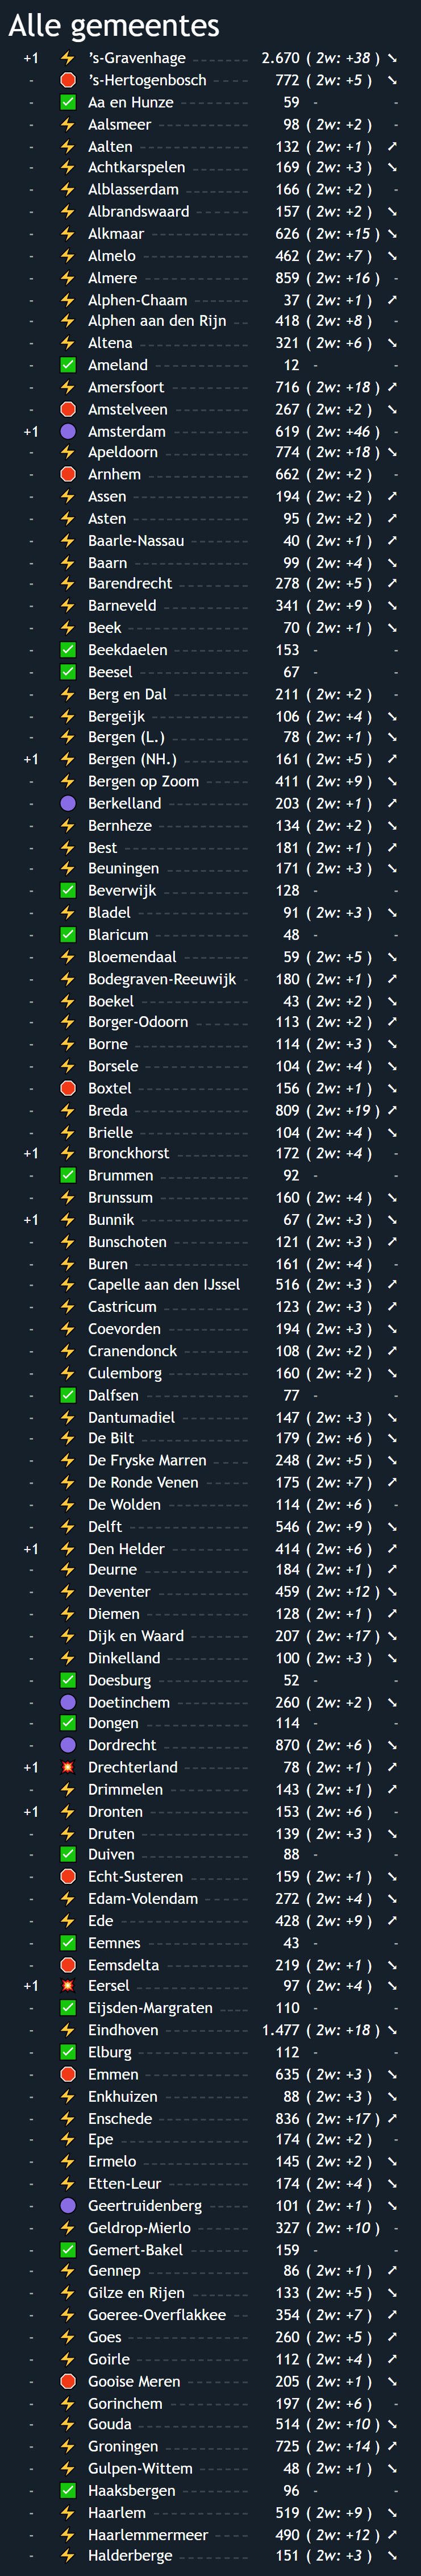 Alle gemeentes
+1 ’s-Gravenhage 2.670 ( 2w: +38 )
- ’s-Hertogenbosch 772 ( 2w: +5 )
- Aa en Hunze 59 - -
- Aalsmeer 98 ( 2w: +2 ) -
- Aalten 132 ( 2w: +1 )
- Achtkarspelen 169 ( 2w: +3 )
- Alblasserdam 166 ( 2w: +2 ) -
- Albrandswaard 157 ( 2w: +2 )
- Alkmaar 626 ( 2w: +15 )
- Almelo 462 ( 2w: +7 )
- Almere 859 ( 2w: +16 ) -
- Alphen-Chaam 37 ( 2w: +1 )
- Alphen aan den Rijn 418 ( 2w: +8 ) -
- Altena 321 ( 2w: +6 )
- Ameland 12 - -
- Amersfoort 716 ( 2w: +18 )
- Amstelveen 267 ( 2w: +2 )
+1 Amsterdam 619 ( 2w: +46 ) -
- Apeldoorn 774 ( 2w: +18 )
- Arnhem 662 ( 2w: +2 ) -
- Assen 194 ( 2w: +2 )
- Asten 95 ( 2w: +2 )
- Baarle-Nassau 40 ( 2w: +1 )
- Baarn 99 ( 2w: +4 )
- Barendrecht 278 ( 2w: +5 )
- Barneveld 341 ( 2w: +9 )
- Beek 70 ( 2w: +1 )
- Beekdaelen 153 - -
- Beesel 67 - -
- Berg en Dal 211 ( 2w: +2 ) -
- Bergeijk 106 ( 2w: +4 )
- Bergen (L.) 78 ( 2w: +1 )
+1 Bergen (NH.) 161 ( 2w: +5 )
- Bergen op Zoom 411 ( 2w: +9 )
- Berkelland 203 ( 2w: +1 )
- Bernheze 134 ( 2w: +2 )
- Best 181 ( 2w: +1 )
- Beuningen 171 ( 2w: +3 )
- Beverwijk 128 - -
- Bladel 91 ( 2w: +3 )
- Blaricum 48 - -
- Bloemendaal 59 ( 2w: +5 )
- Bodegraven-Reeuwijk 180 ( 2w: +1 )
- Boekel 43 ( 2w: +2 )
- Borger-Odoorn 113 ( 2w: +2 )
- Borne 114 ( 2w: +3 )
- Borsele 104 ( 2w: +4 )
- Boxtel 156 ( 2w: +1 )
- Breda 809 ( 2w: +19 )
- Brielle 104 ( 2w: +4 )
+1 Bronckhorst 172 ( 2w: +4 ) -
- Brummen 92 - -
- Brunssum 160 ( 2w: +4 )
+1 Bunnik 67 ( 2w: +3 )
- Bunschoten 121 ( 2w: +3 )
- Buren 161 ( 2w: +4 ) -
- Capelle aan den IJssel 516 ( 2w: +3 )
- Castricum 123 ( 2w: +3 )
- Coevorden 194 ( 2w: +3 )
- Cranendonck 108 ( 2w: +2 )
- Culemborg 160 ( 2w: +2 )
- Dalfsen 77 - -
- Dantumadiel 147 ( 2w: +3 )
- De Bilt 179 ( 2w: +6 )
- De Fryske Marren 248 ( 2w: +5 )
- De Ronde Venen 175 ( 2w: +7 )
- De Wolden 114 ( 2w: +6 ) -
- Delft 546 ( 2w: +9 )
+1 Den Helder 414 ( 2w: +6 )
- Deurne 184 ( 2w: +1 )
- Deventer 459 ( 2w: +12 )
- Diemen 128 ( 2w: +1 )
- Dijk en Waard 207 ( 2w: +17 )
- Dinkelland 100 ( 2w: +3 )
- Doesburg 52 - -
- Doetinchem 260 ( 2w: +2 )
- Dongen 114 - -
- Dordrecht 870 ( 2w: +6 )
+1 Drechterland 78 ( 2w: +1 )
- Drimmelen 143 ( 2w: +1 )
+1 Dronten 153 ( 2w: +6 ) -
- Druten 139 ( 2w: +3 )
- Duiven 88 - -
- Echt-Susteren 159 ( 2w: +1 )
- Edam-Volendam 272 ( 2w: +4 )
- Ede 428 ( 2w: +9 )
- Eemnes 43 - -
- Eemsdelta 219 ( 2w: +1 )
+1 Eersel 97 ( 2w: +4 )
- Eijsden-Margraten 110 - -
- Eindhoven 1.477 ( 2w: +18 )
- Elburg 112 - -
- Emmen 635 ( 2w: +3 )
- Enkhuizen 88 ( 2w: +3 )
- Enschede 836 ( 2w: +17 )
- Epe 174 ( 2w: +2 ) -
- Ermelo 145 ( 2w: +2 )
- Etten-Leur 174 ( 2w: +4 )
- Geertruidenberg 101 ( 2w: +1 )
- Geldrop-Mierlo 327 ( 2w: +10 ) -
- Gemert-Bakel 159 - -
- Gennep 86 ( 2w: +1 )
- Gilze en Rijen 133 ( 2w: +5 )
- Goeree-Overflakkee 354 ( 2w: +7 )
- Goes 260 ( 2w: +5 )
- Goirle 112 ( 2w: +4 )
- Gooise Meren 205 ( 2w: +1 )
- Gorinchem 197 ( 2w: +6 ) -
- Gouda 514 ( 2w: +10 )
- Groningen 725 ( 2w: +14 )
- Gulpen-Wittem 48 ( 2w: +1 )
- Haaksbergen 96 - -
- Haarlem 519 ( 2w: +9 )
- Haarlemmermeer 490 ( 2w: +12 )
- Halderberge 151 ( 2w: +3 )